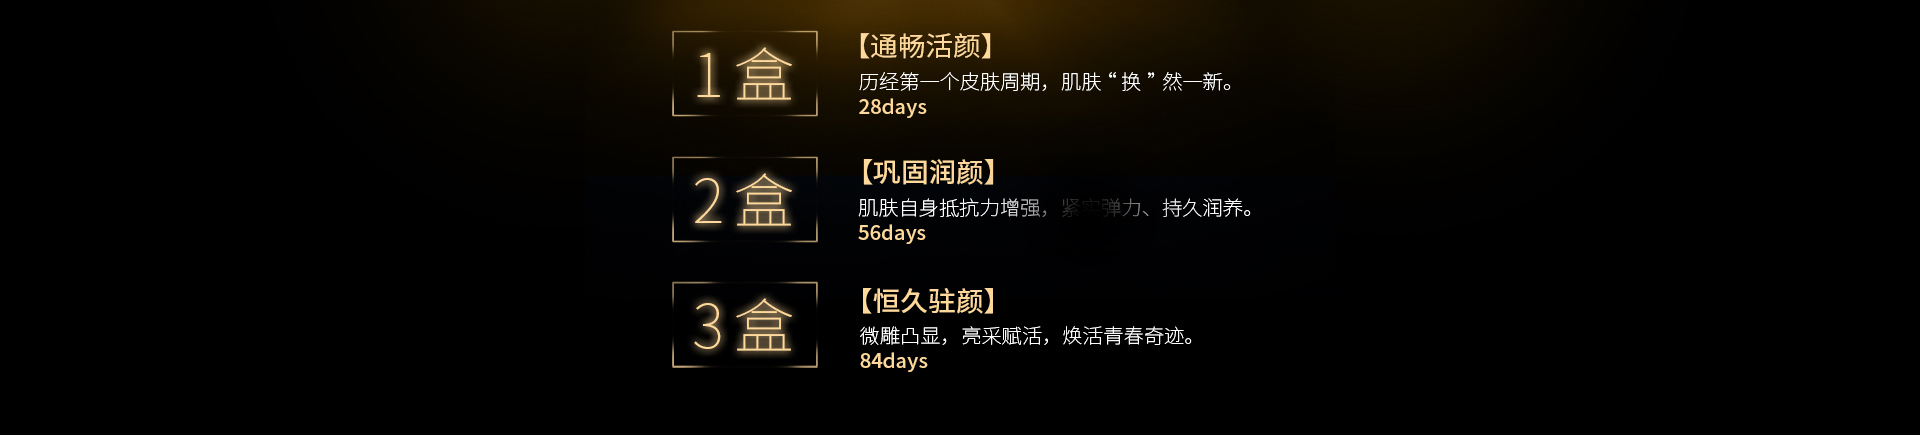 1盒
【通畅活颜】
历经第一个皮肤周期，肌肤“换”然一新。
28days
2盒
【巩固润颜】
肌肤自身抵抗力增强，紧实弹力、持久润养。
56days
3盒
【恒久驻颜】
微雕凸显，亮采赋活，焕活青春奇迹。
84days